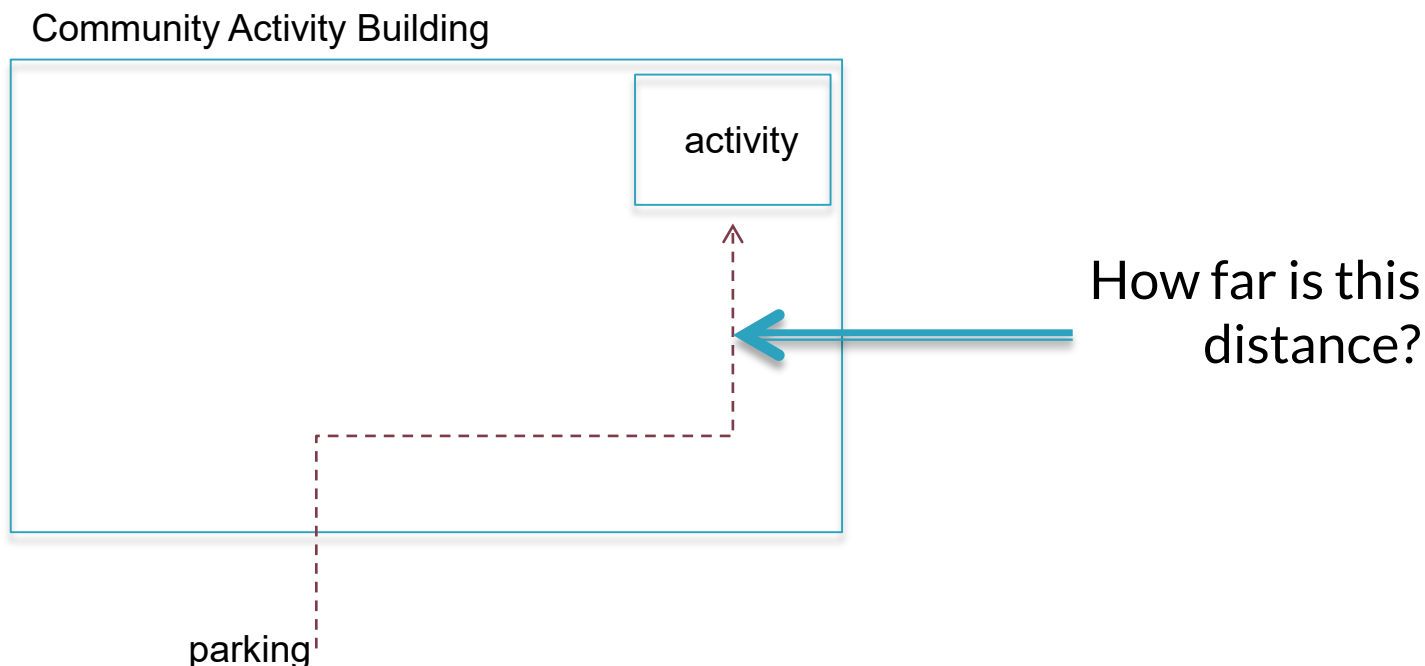 Community Activity Building
activity
How far is this
distance?
parking